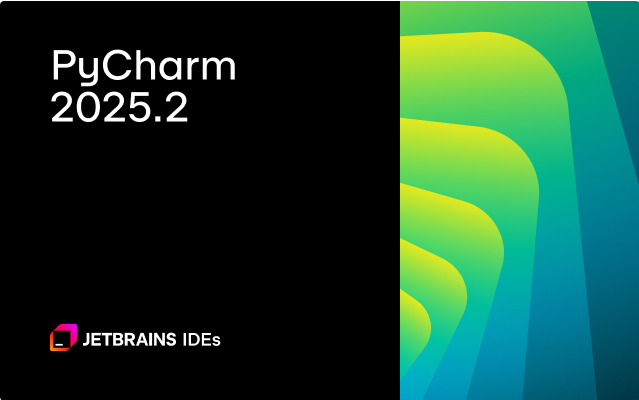 PyCharm
2025.2
JETBRAINS IDEs